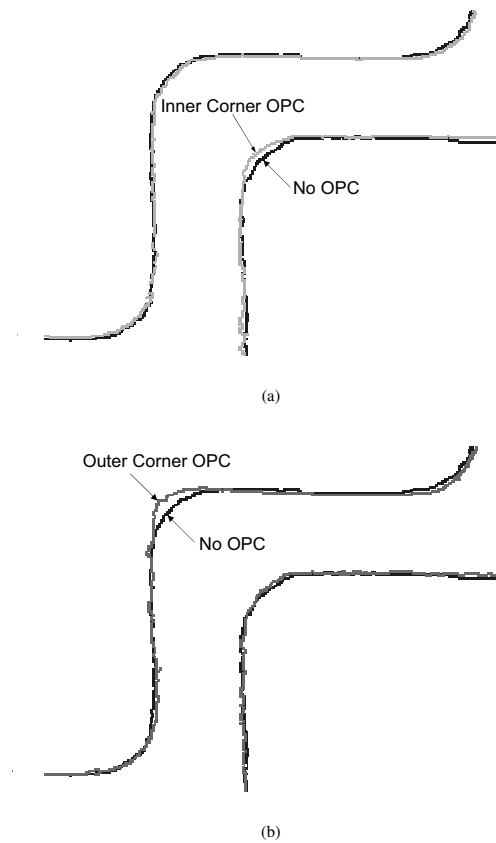 Inner Corner OPC
No OPC
(a)
Outer Corner OPC
No OPC
(b)